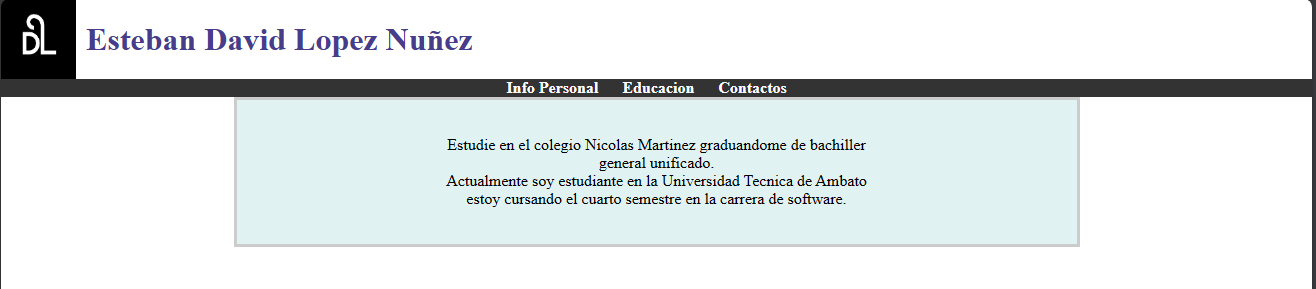 DL
Esteban David Lopez Nuñez
Info Personal Educacion Contactos
Estudie en el colegio Nicolas Martinez graduandome de bachiller
general unificado.
Actualmente soy estudiante en la Universidad Tecnica de Ambato
estoy cursando el cuarto semestre en la carrera de software.